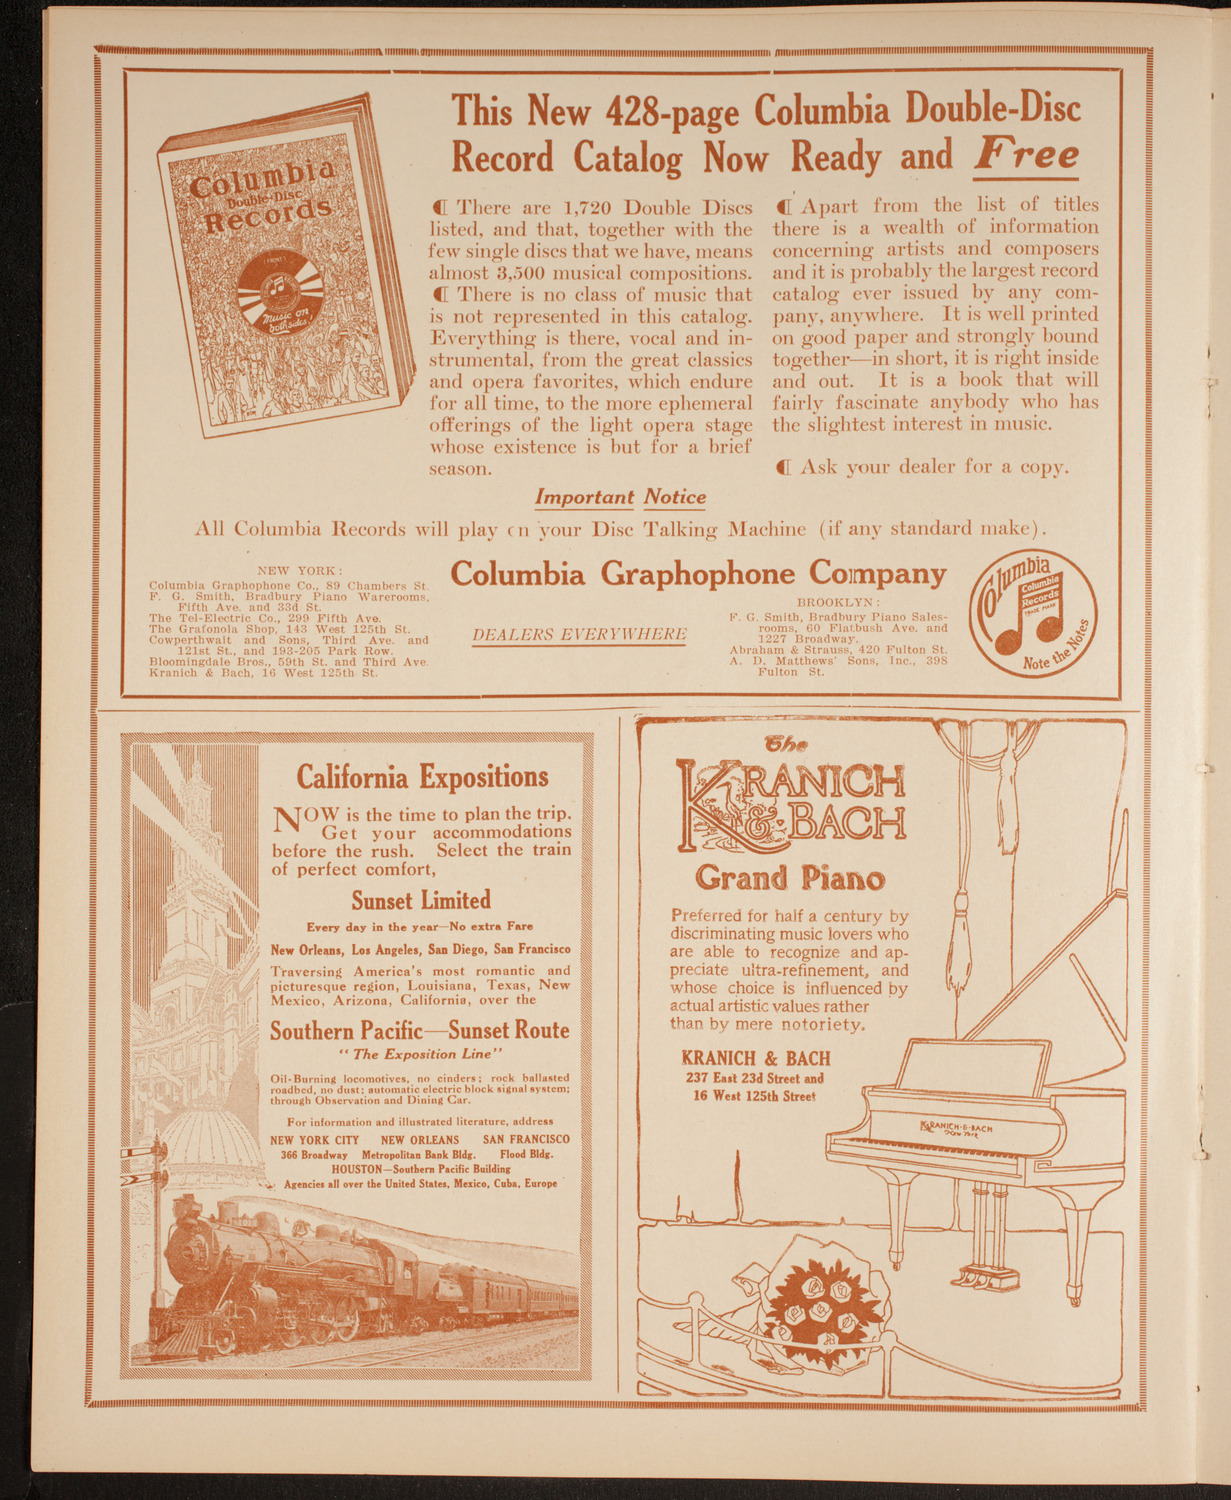 Columbia
Double-Disc
Records
Music on
both sides
This New 428-page Columbia Double-Disc
Record Catalog Now Ready and Free
¶ There are 1,720 Double Discs
listed, and that, together with the
few single discs that we have, means
almost 3,500 musical compositions.
¶ There is no class of music that
is not represented in this catalog.
Everything is there, vocal and in-
strumental, from the great classics
and opera favorites, which endure
for all time, to the more ephemeral
offerings of the light opera stage
whose existence is but for a brief
season.
¶ Apart from the list of titles
there is a wealth of information
concerning artists and composers
and it is probably the largest record
catalog ever issued by any com-
pany, anywhere. It is well printed
on good paper and strongly bound
together—in short, it is right inside
and out. It is a book that will
fairly fascinate anybody who has
the slightest interest in music.
¶ Ask your dealer for a copy.
Important Notice
All Columbia Records will play on your Disc Talking Machine (if any standard make).
NEW YORK:
Columbia Graphophone Co., 89 Chambers St.
F. G. Smith, Bradbury Piano Warerooms,
Fifth Ave. and 33d St.
The Tel-Electric Co., 299 Fifth Ave.
The Grafonola Shop, 143 West 125th St.
Cowperthwait and Sons, Third Ave. and
121st St., and 193-205 Park Row.
Bloomingdale Bros., 59th St. and Third Ave.
Kranich & Bach, 16 West 125th St.
Columbia Graphophone Company
DEALERS EVERYWHERE
BROOKLYN:
F. G. Smith, Bradbury Piano Sales-
rooms, 60 Flatbush Ave. and
1227 Broadway.
Abraham & Straus, 420 Fulton St.
A. D. Matthews' Sons, Inc., 398
Fulton St.
Columbia
Columbia
Records
TRADE MARK
Note the Notes
California Expositions
NOW is the time to plan the trip.
Get your accommodations
before the rush. Select the train
of perfect comfort,
Sunset Limited
Every day in the year—No extra Fare
New Orleans, Los Angeles, San Diego, San Francisco
Traversing America's most romantic and
picturesque region, Louisiana, Texas, New
Mexico, Arizona, California, over the
Southern Pacific—Sunset Route
"The Exposition Line"
Oil-Burning locomotives, no cinders; rock ballasted
roadbed, no dust; automatic electric block signal system;
through Observation and Dining Car.
For information and illustrated literature, address
NEW YORK CITY NEW ORLEANS SAN FRANCISCO
366 Broadway Metropolitan Bank Bldg. Flood Bldg.
HOUSTON—Southern Pacific Building
Agencies all over the United States, Mexico, Cuba, Europe
The
KRANICH
& BACH
Grand Piano
Preferred for half a century by
discriminating music lovers who
are able to recognize and ap-
preciate ultra-refinement, and
whose choice is influenced by
actual artistic values rather
than by mere notoriety.
KRANICH & BACH
237 East 23d Street and
16 West 125th Street
KRANICH & BACH
New York